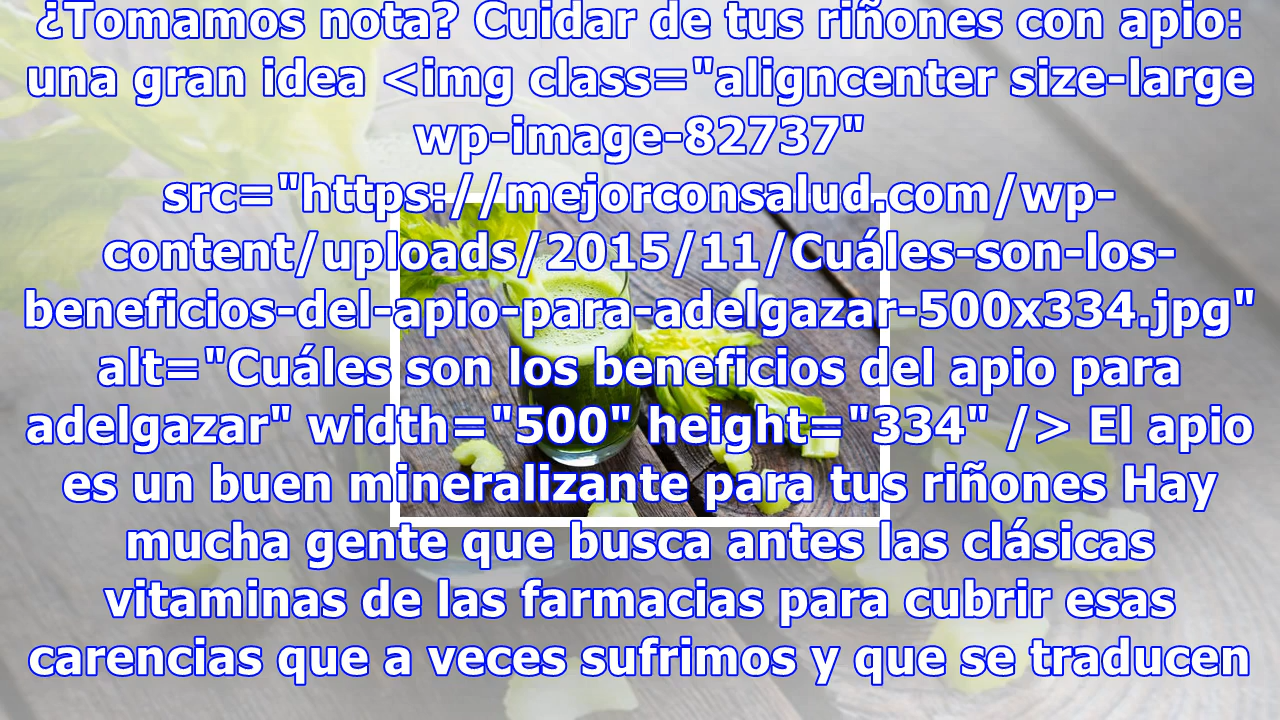 ¿Tomamos nota? Cuidar de tus riñones con apio:
una gran idea <img class="aligncenter size-large
wp-image-82737"
src="https://mejorconsalud.com/wp-
content/uploads/2015/11/Cuáles-son-los-
beneficios-del-apio-para-adelgazar-500x334.jpg"
alt="Cuáles son los beneficios del apio para
adelgazar" width="500" height="334" /> El apio
es un buen mineralizante para tus riñones Hay
mucha gente que busca antes las clásicas
vitaminas de las farmacias para cubrir esas
carencias que a veces sufrimos y que se traducen